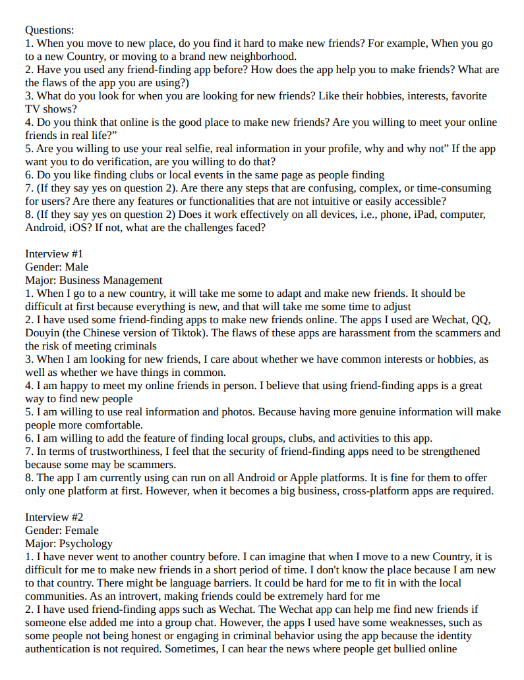 Questions:
1. When you move to new place, do you find it hard to make new friends? For example, When you go
to a new Country, or moving to a brand new neighborhood.
2. Have you used any friend-finding app before? How does the app help you to make friends? What are
the flaws of the app you are using?)
3. What do you look for when you are looking for new friends? Like their hobbies, interests, favorite
TV shows?
4. Do you think that online is the good place to make new friends? Are you willing to meet your online
friends in real life?”
5. Are you willing to use your real selfie, real information in your profile, why and why not” If the app
want you to do verification, are you willing to do that?
6. Do you like finding clubs or local events in the same page as people finding
7. (If they say yes on question 2). Are there any steps that are confusing, complex, or time-consuming
for users? Are there any features or functionalities that are not intuitive or easily accessible?
8. (If they say yes on question 2) Does it work effectively on all devices, i.e., phone, iPad, computer,
Android, iOS? If not, what are the challenges faced?

Interview #1
Gender: Male
Major: Business Management
1. When I go to a new country, it will take me some to adapt and make new friends. It should be
difficult at first because everything is new, and that will take me some time to adjust
2. I have used some friend-finding apps to make new friends online. The apps I used are Wechat, QQ,
Douyin (the Chinese version of Tiktok). The flaws of these apps are harassment from the scammers and
the risk of meeting criminals
3. When I am looking for new friends, I care about whether we have common interests or hobbies, as
well as whether we have things in common.
4. I am happy to meet my online friends in person. I believe that using friend-finding apps is a great
way to find new people
5. I am willing to use real information and photos. Because having more genuine information will make
people more comfortable.
6. I am willing to add the feature of finding local groups, clubs, and activities to this app.
7. In terms of trustworthiness, I feel that the security of friend-finding apps need to be strengthened
because some may be scammers.
8. The app I am currently using can run on all Android or Apple platforms. It is fine for them to offer
only one platform at first. However, when it becomes a big business, cross-platform apps are required.

Interview #2
Gender: Female
Major: Psychology
1. I have never went to another country before. I can imagine that when I move to a new Country, it is
difficult for me to make new friends in a short period of time. I don't know the place because I am new
to that country. There might be language barriers. It could be hard for me to fit in with the local
communities. As an introvert, making friends could be extremely hard for me
2. I have used friend-finding apps such as Wechat. The Wechat app can help me find new friends if
someone else added me into a group chat. However, the apps I used have some weaknesses, such as
some people not being honest or engaging in criminal behavior using the app because the identity
authentication is not required. Sometimes, I can hear the news where people get bullied online